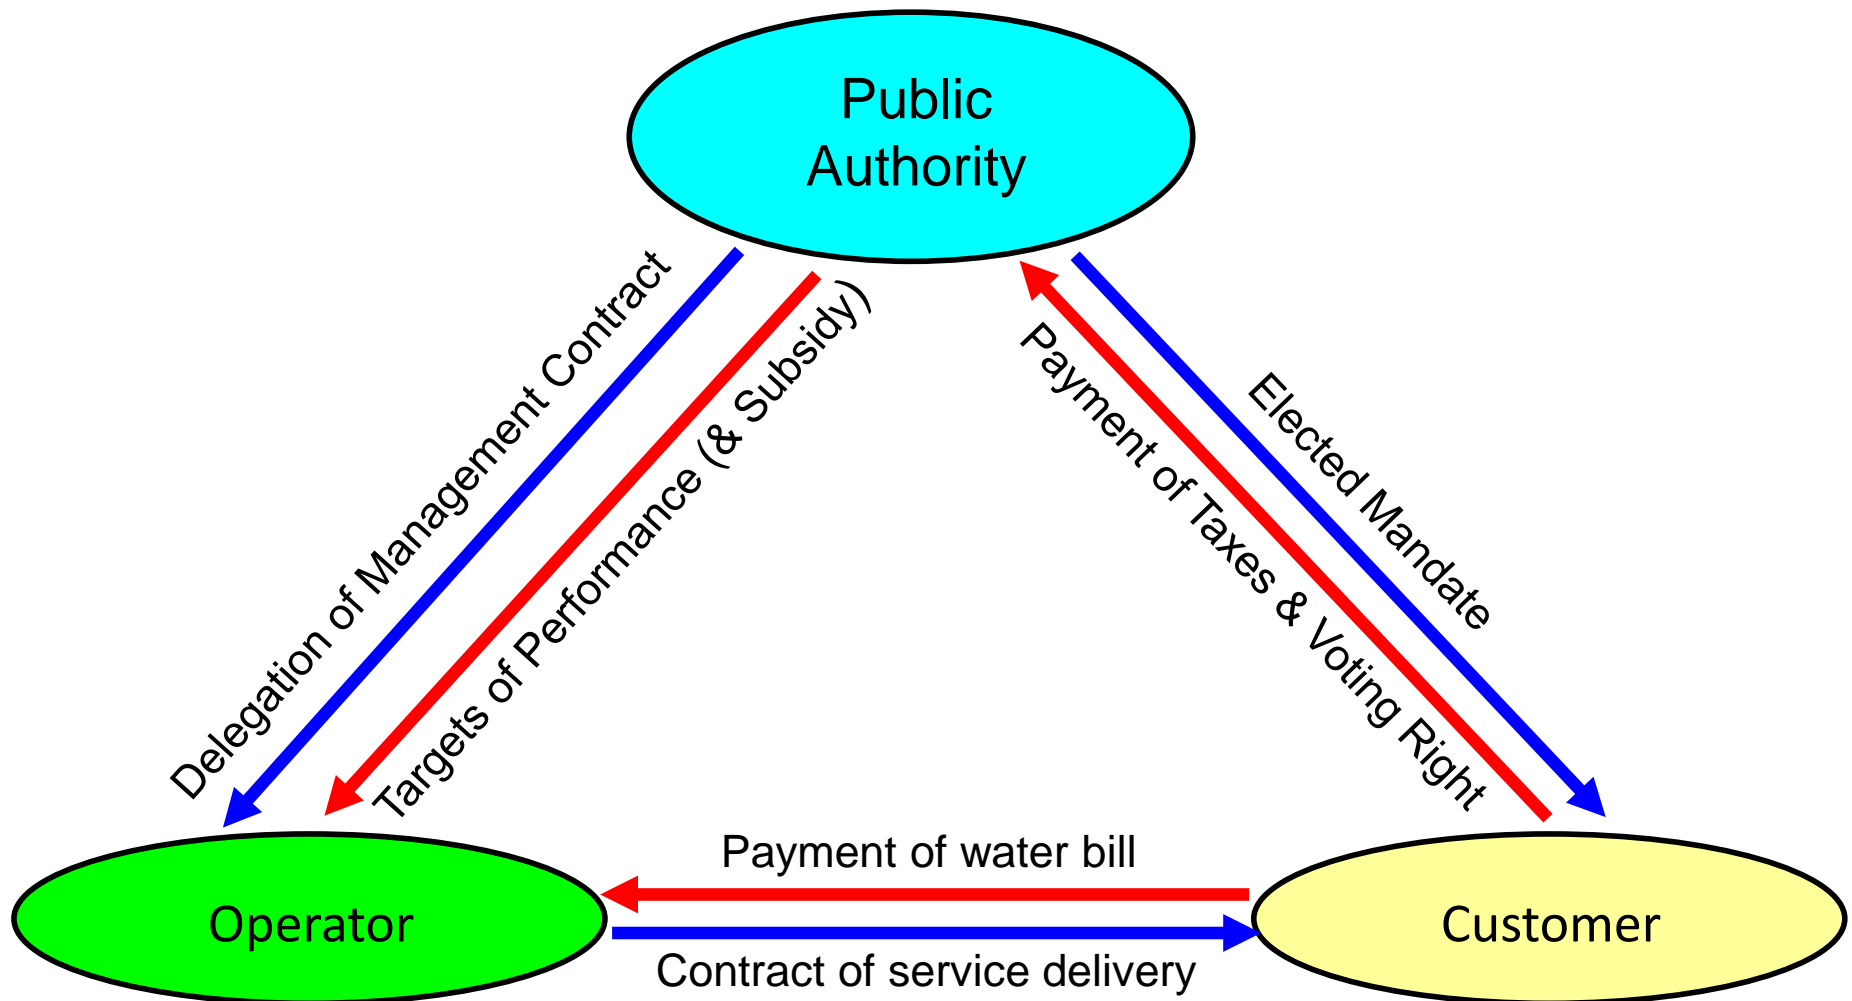 Public
Authority
Delegation of Management Contract
Targets of Performance (& Subsidy)
Payment of Taxes & Voting Right
Elected Mandate
Payment of water bill
Operator
Customer
Contract of service delivery